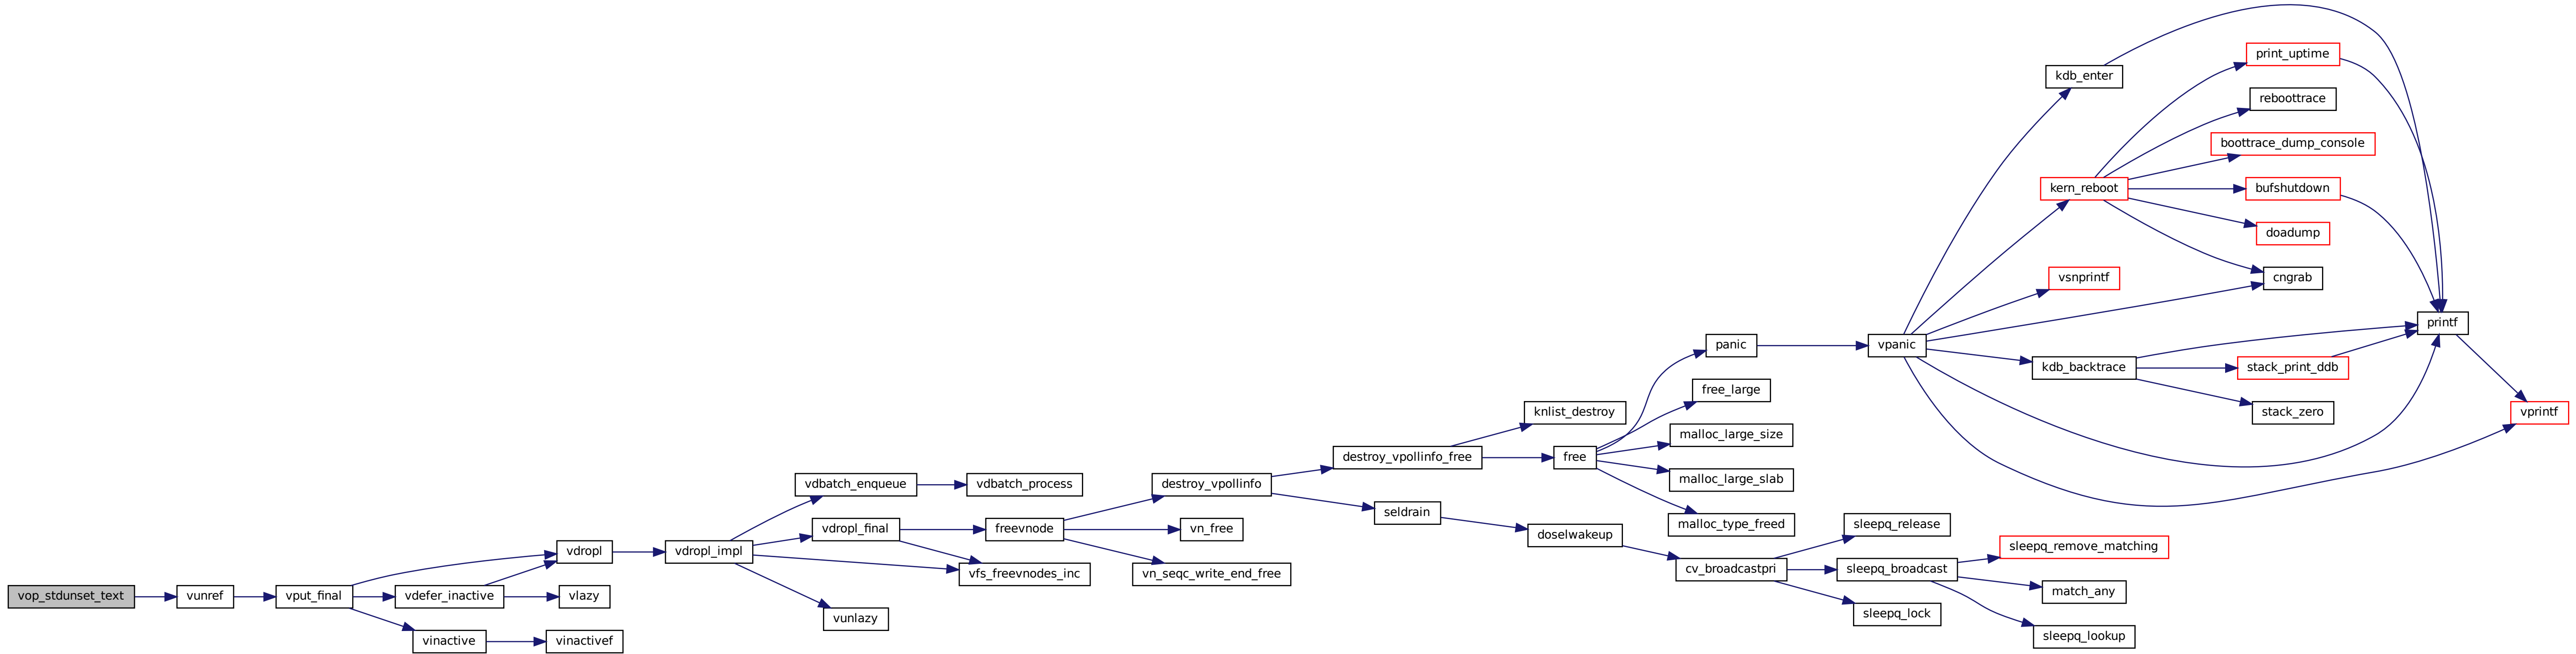 vop_stdunset_text
vunref
vput_final
vdropl
vdefer_inactive
vinactive
vlazy
vinactivef
vdropl_impl
vdbatch_enqueue
vdropl_final
vfs_freevnodes_inc
vunlazy
vdbatch_process
freevnode
destroy_vpollinfo
vn_free
vn_seqc_write_end_free
destroy_vpollinfo_free
seldrain
knlist_destroy
free
doselwakeup
panic
free_large
malloc_large_size
malloc_large_slab
malloc_type_freed
cv_broadcastpri
sleepq_release
sleepq_broadcast
sleepq_lock
sleepq_remove_matching
match_any
sleepq_lookup
vpanic
kdb_enter
kern_reboot
vsnprintf
kdb_backtrace
print_uptime
reboottrace
boottrace_dump_console
bufshutdown
doadump
cngrab
stack_print_ddb
stack_zero
printf
vprintf